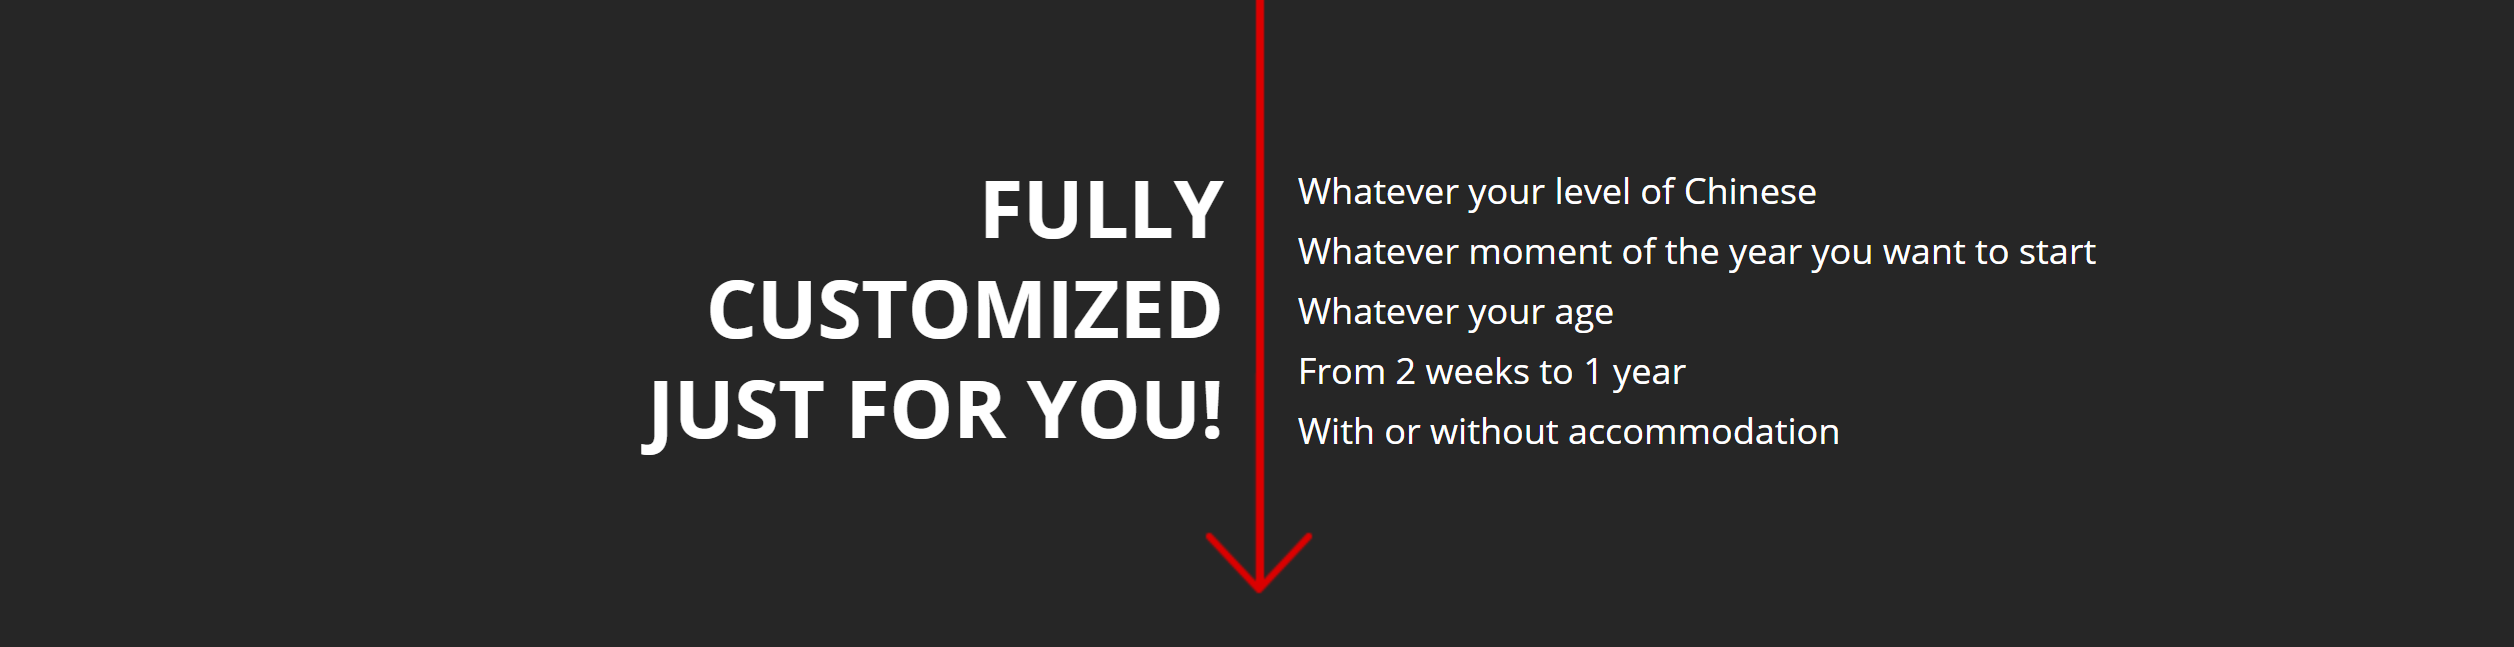 FULLY
CUSTOMIZED
JUST FOR YOU!
Whatever your level of Chinese
Whatever moment of the year you want to start
Whatever your age
From 2 weeks to 1 year
With or without accommodation